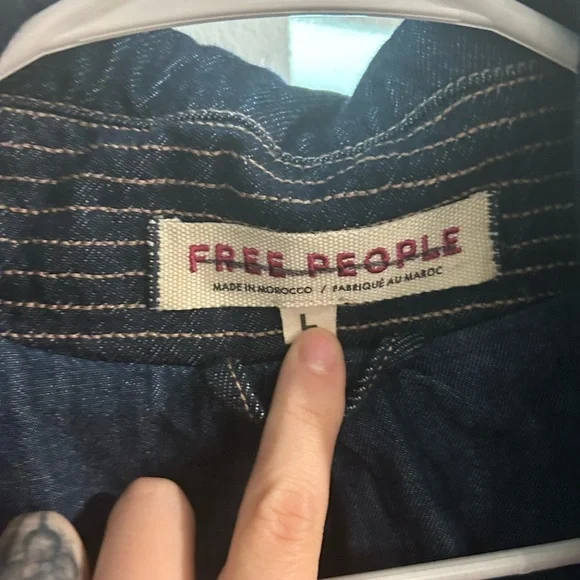 FREE PEOPLE
MADE IN MOROCCO / FABRIQUÉ AU MAROC
L